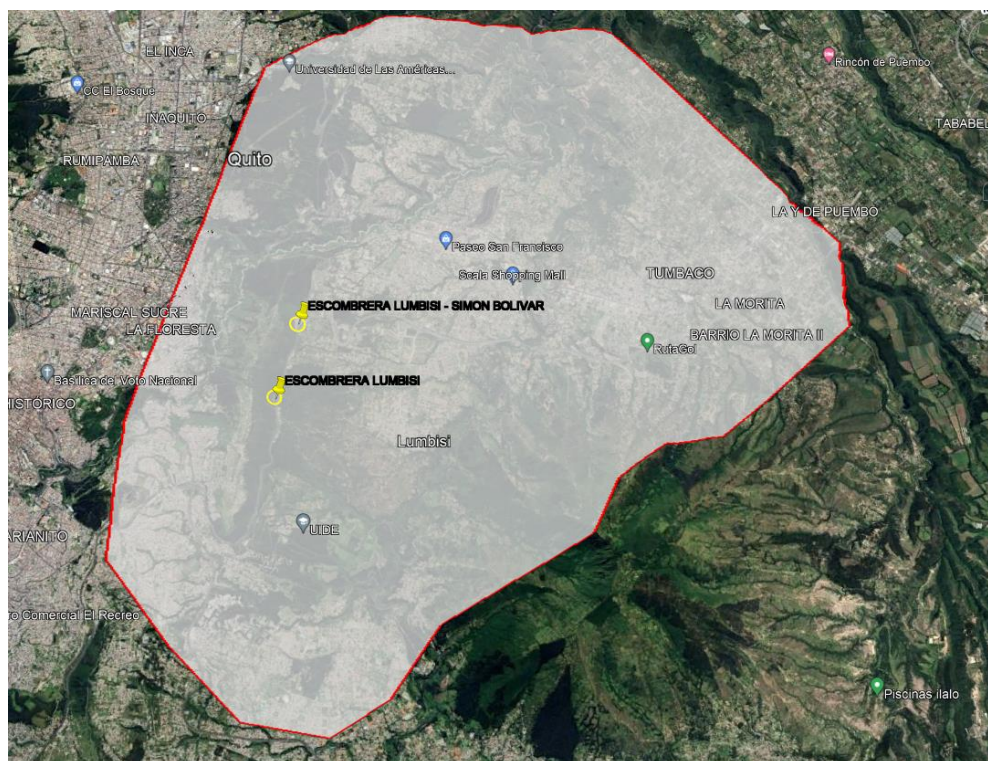 EL INCA
Universidad de Las Américas...
Rincón de Puembo
CC El Bosque
IÑAQUITO
TABABEL
RUMIPAMBA
Quito
LA Y DE PUEMBO
Paseo San Francisco
Scala Shopping Mall
TUMBACO
ESCOMBRERA LUMBISI - SIMON BOLIVAR
LA MORITA
MARISCAL SUCRE
LA FLORESTA
BARRIO LA MORITA II
RutaGol
Basílica del Voto Nacional
ESCOMBRERA LUMBISI
HISTÓRICO
Lumbisi
UIDE
ARIANITO
ro Comercial El Recreo
Piscinas ilalo